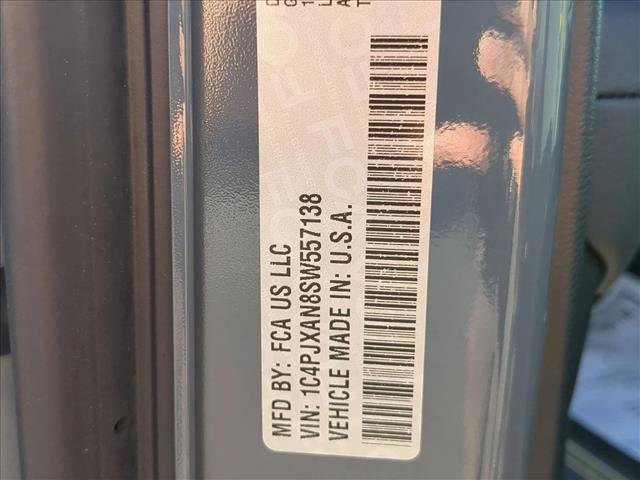 MFD BY: FCA US LLC
VIN: 1C4PJXAN8SW557138
VEHICLE MADE IN: U.S.A.